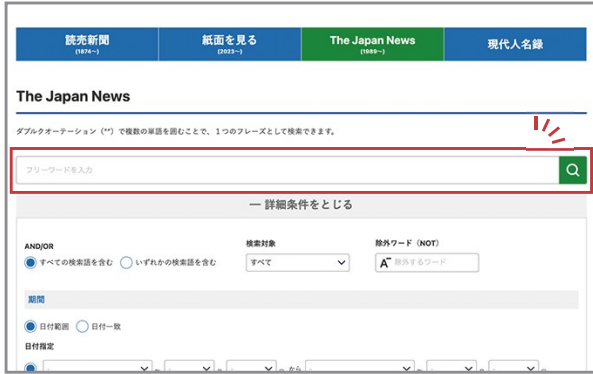 読売新聞
(1874~)
紙面を見る
(2023~)
The Japan News
(1989~)
現代人名録
The Japan News
ダブルクオーテーション（""）で複数の単語を囲むことで、1つのフレーズとして検索できます。
フリーワードを入力
— 詳細条件をとじる
AND/OR
検索対象
除外ワード（NOT）
すべての検索語を含む
いずれかの検索語を含む
すべて
A 除外するワード
期間
日付範囲
日付一致
日付指定
から